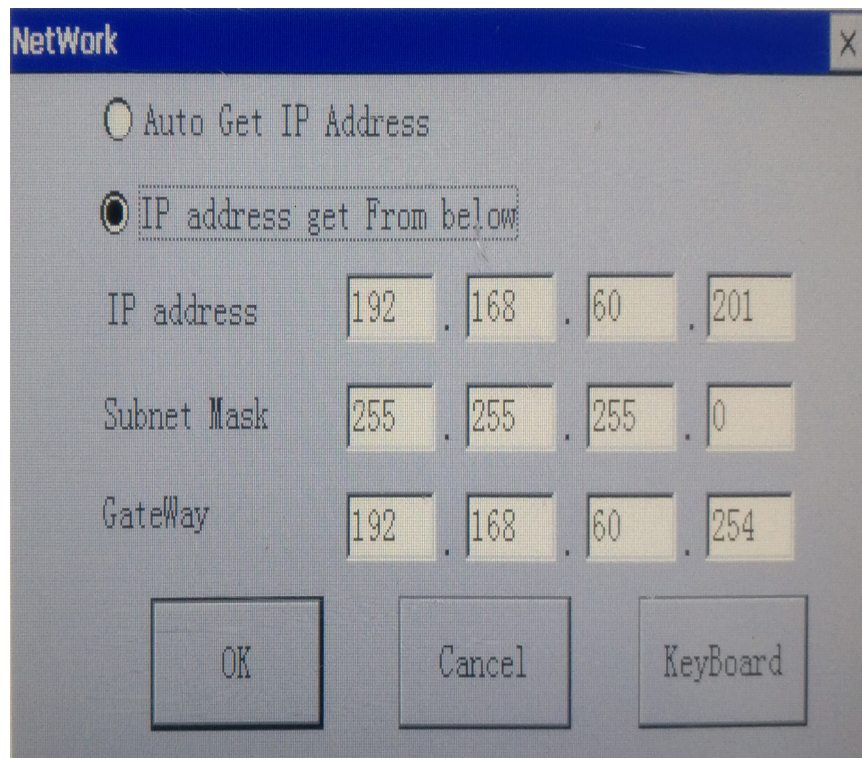 NetWork
Auto Get IP Address
IP address get From below
IP address 192 . 168 . 60 . 201
Subnet Mask 255 . 255 . 255 . 0
GateWay 192 . 168 . 60 . 254
OK Cancel KeyBoard